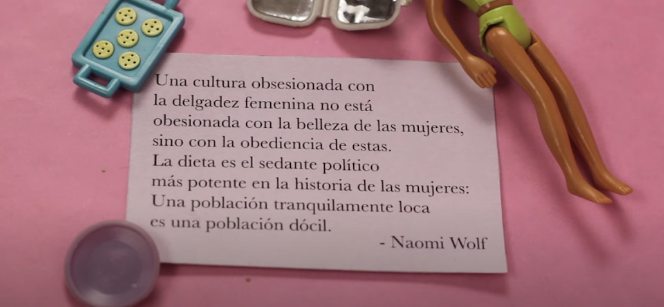 Una cultura obsesionada con
la delgadez femenina no está
obesionada con la belleza de las mujeres,
sino con la obediencia de estas.
La dieta es el sedante político
más potente en la historia de las mujeres:
Una población tranquilamente loca
es una población dócil.
- Naomi Wolf